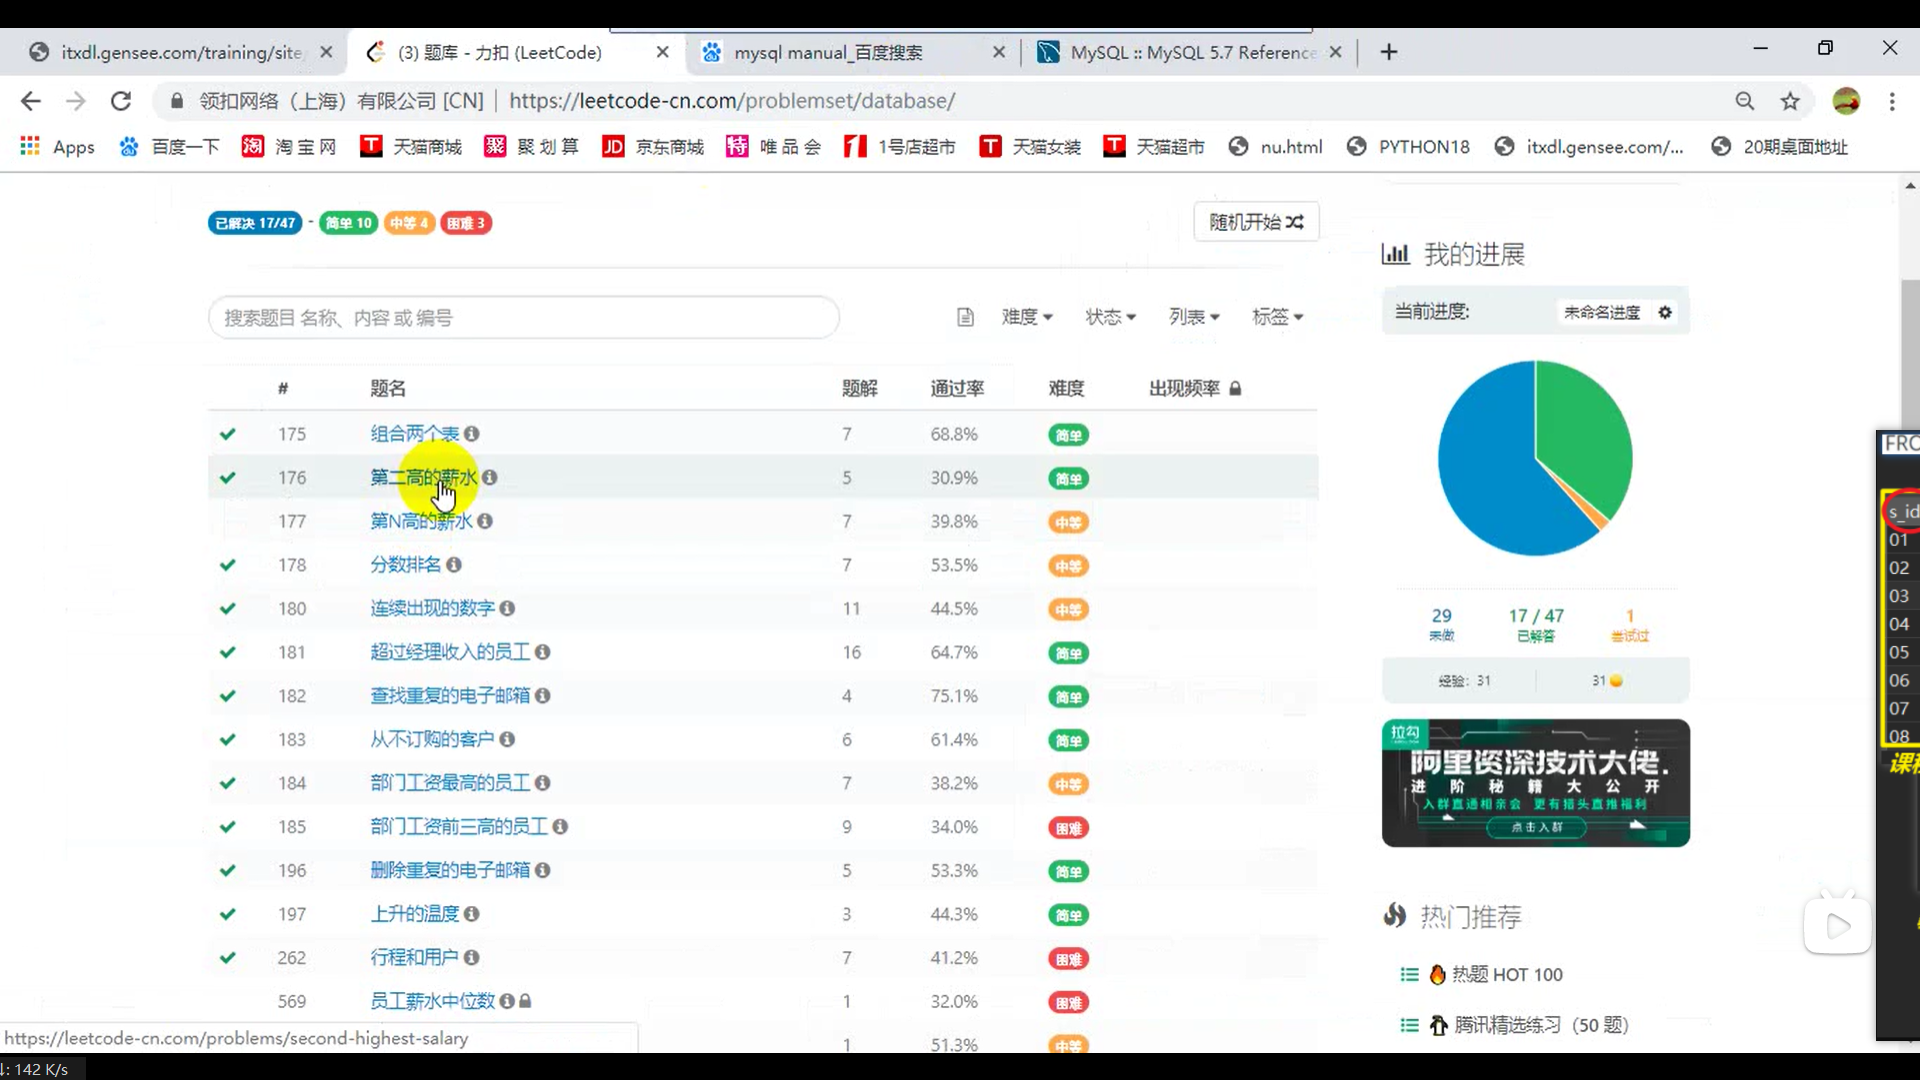 itxdl.gensee.com/training/site
(3) 题库 - 力扣 (LeetCode)
mysql manual_百度搜索
MySQL :: MySQL 5.7 Reference
领扣网络（上海）有限公司 [CN] | https://leetcode-cn.com/problemset/database/
Apps 百度一下 淘 宝 网 天猫商城 聚 划 算 京东商城 唯 品 会 1号店超市 天猫女装 天猫超市 nu.html PYTHON18 itxdl.gensee.com/... 20期桌面地址
已解决 17/47 - 简单 10 中等 4 困难 3
随机开始
搜索题目 名称、内容 或 编号
难度 状态 列表 标签
# 题名 题解 通过率 难度 出现频率
175 组合两个表 7 68.8% 简单
176 第二高的薪水 5 30.9% 简单
177 第N高的薪水 7 39.8% 中等
178 分数排名 7 53.5% 中等
180 连续出现的数字 11 44.5% 中等
181 超过经理收入的员工 16 64.7% 简单
182 查找重复的电子邮箱 4 75.1% 简单
183 从不订购的客户 6 61.4% 简单
184 部门工资最高的员工 7 38.2% 中等
185 部门工资前三高的员工 9 34.0% 困难
196 删除重复的电子邮箱 5 53.3% 简单
197 上升的温度 3 44.3% 简单
262 行程和用户 7 41.2% 困难
569 员工薪水中位数 1 32.0% 困难
1 51.3% 中等
我的进展
当前进度: 未命名进度
29 17 / 47 1
未做 已解答 尝试过
经验: 31 31
拉勾
阿里资深技术大佬.
进阶秘籍大公开
入群直通相亲会 更有猎头直推福利
点击入群
热门推荐
热题 HOT 100
腾讯精选练习（50 题）
FRO
s_id
01
02
03
04
05
06
07
08
https://leetcode-cn.com/problems/second-highest-salary
: 142 K/s